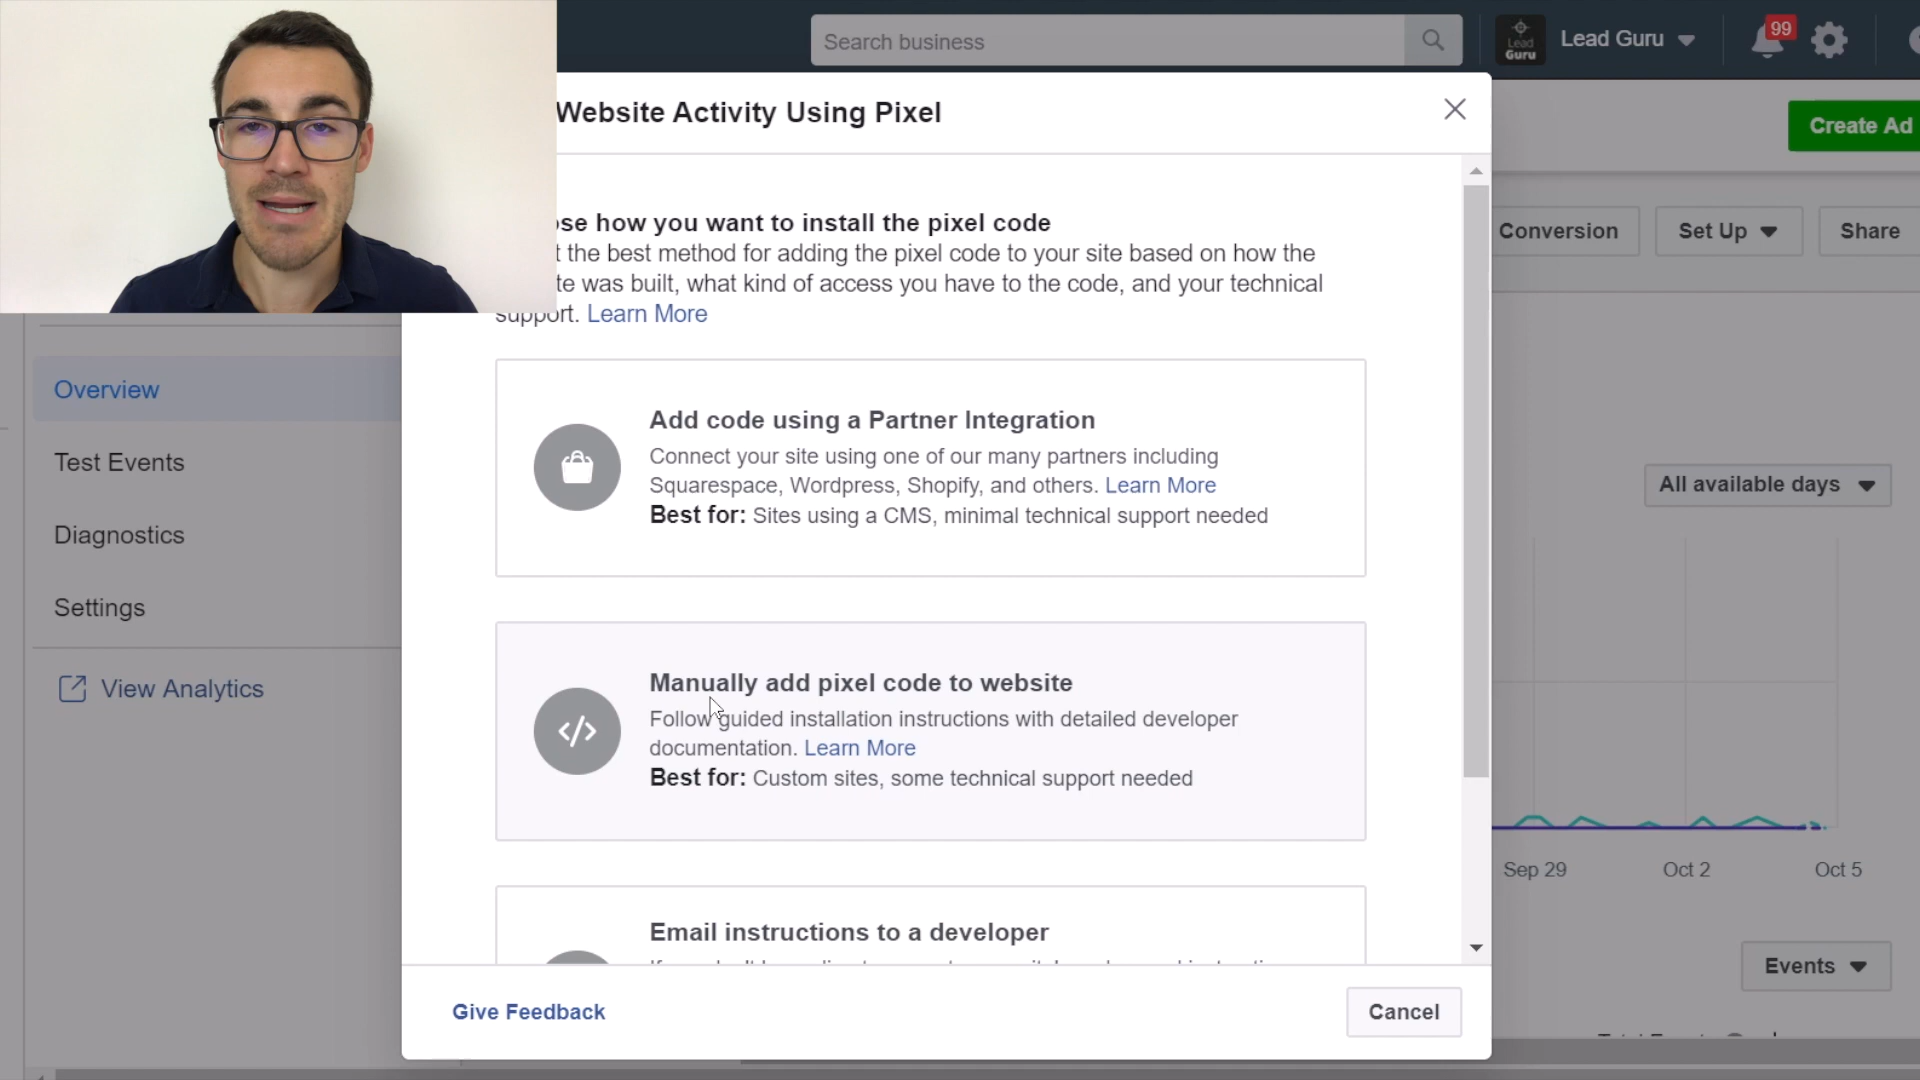 Search business
Lead
Guru
Lead Guru
99
Website Activity Using Pixel
Create Ad
se how you want to install the pixel code
t the best method for adding the pixel code to your site based on how the
te was built, what kind of access you have to the code, and your technical
support. Learn More
Conversion
Set Up
Share
Overview
Test Events
Diagnostics
Settings
View Analytics
Add code using a Partner Integration
Connect your site using one of our many partners including
Squarespace, Wordpress, Shopify, and others. Learn More
Best for: Sites using a CMS, minimal technical support needed
All available days
Manually add pixel code to website
Follow guided installation instructions with detailed developer
documentation. Learn More
Best for: Custom sites, some technical support needed
Sep 29
Oct 2
Oct 5
Email instructions to a developer
Events
Give Feedback
Cancel